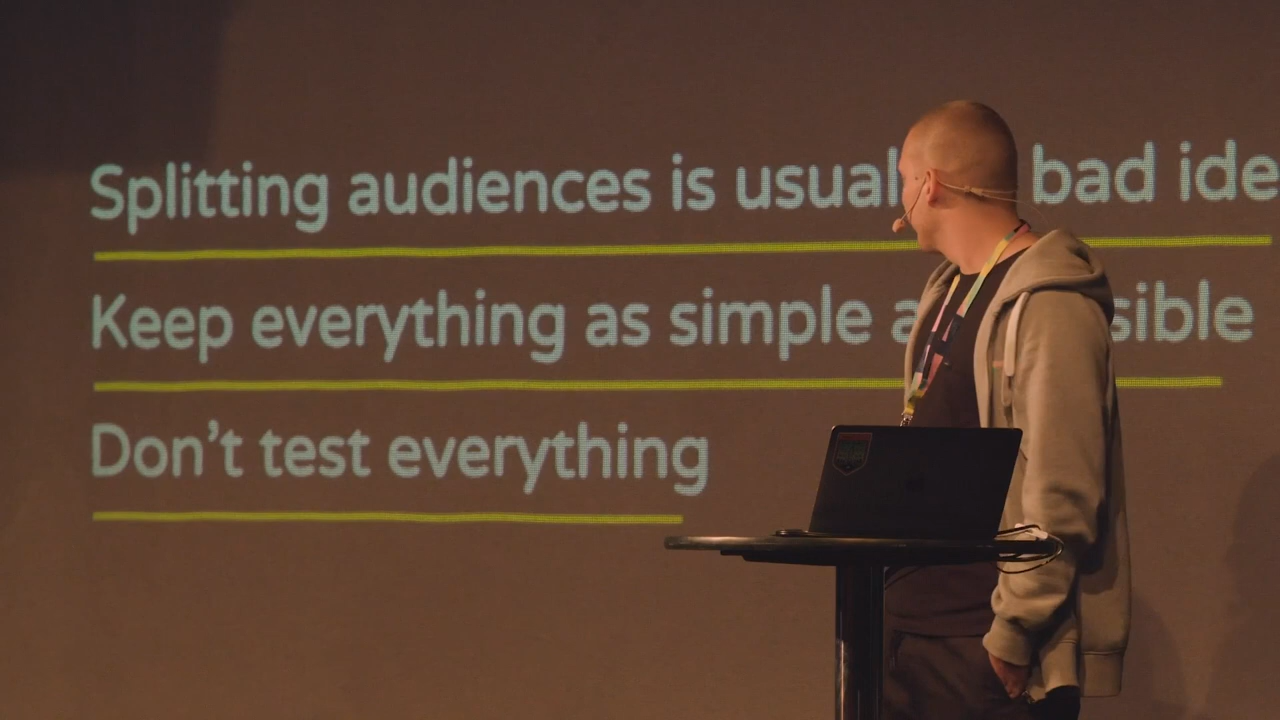 Splitting audiences is usual bad ide
Keep everything as simple a sible
Don't test everything